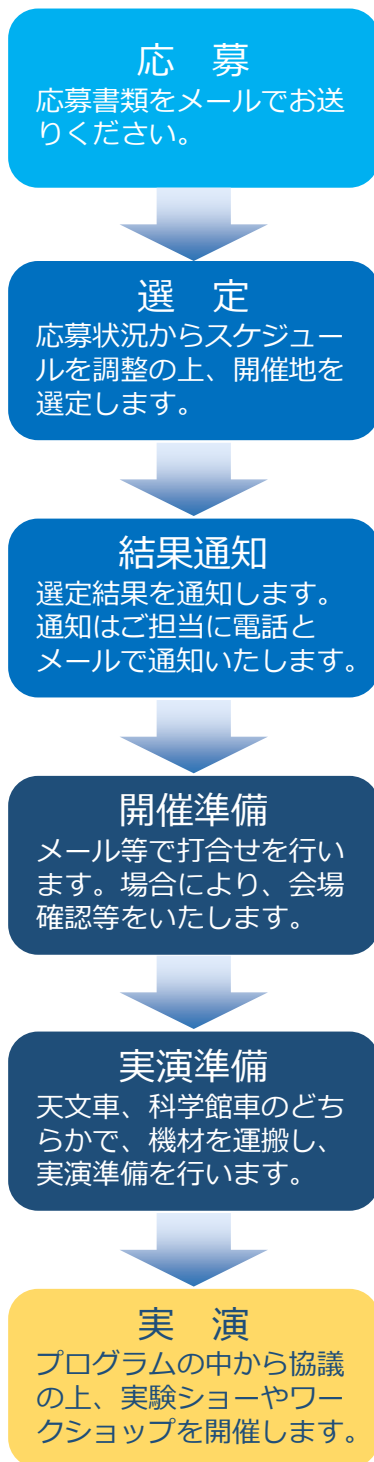 応　募
応募書類をメールでお送
りください。
選　定
応募状況からスケジュー
ルを調整の上、開催地を
選定します。
結果通知
選定結果を通知します。
通知はご担当に電話と
メールで通知いたします。
開催準備
メール等で打合せを行い
ます。場合により、会場
確認等をいたします。
実演準備
天文車、科学館車のどち
らかで、機材を運搬し、
実演準備を行います。
実　演
プログラムの中から協議
の上、実験ショーやワー
クショップを開催します。